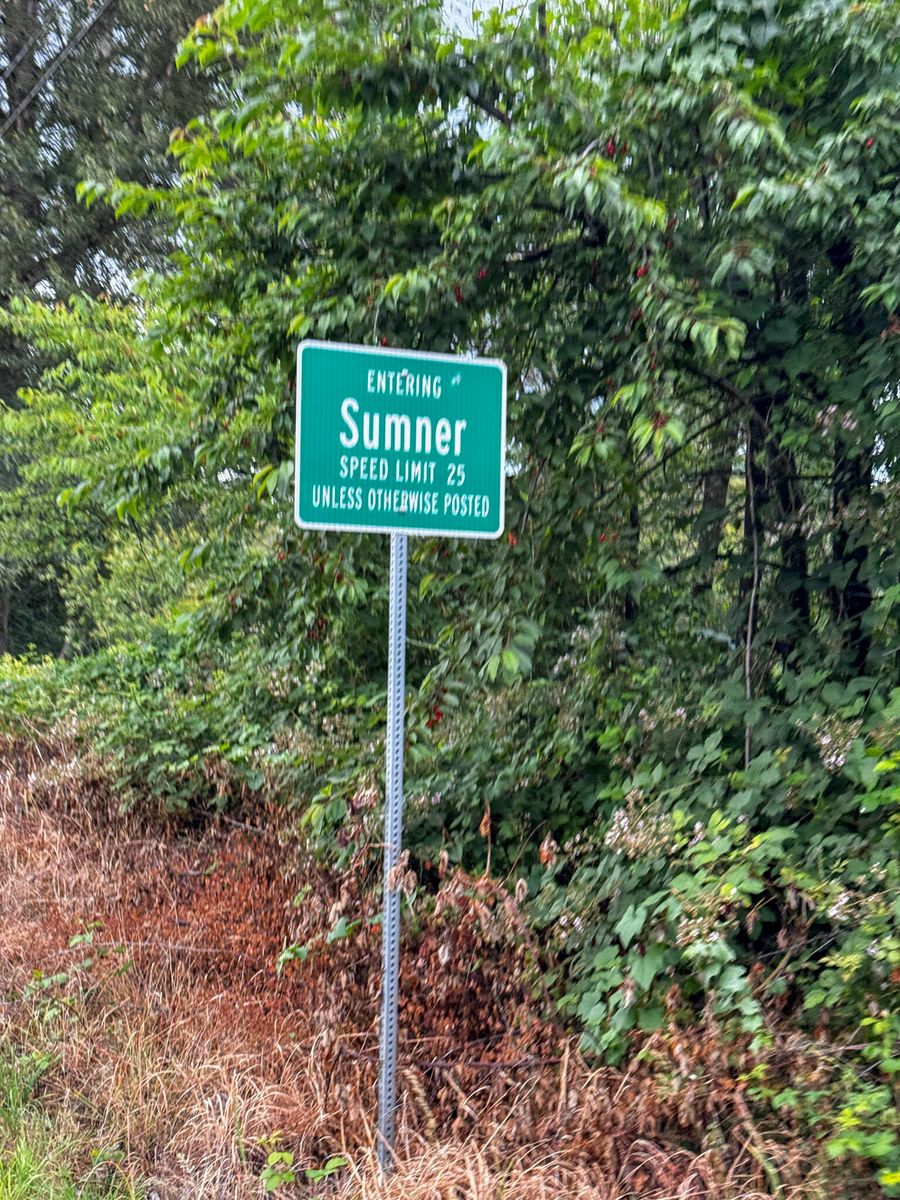 ENTERING
Sumner
SPEED LIMIT 25
UNLESS OTHERWISE POSTED